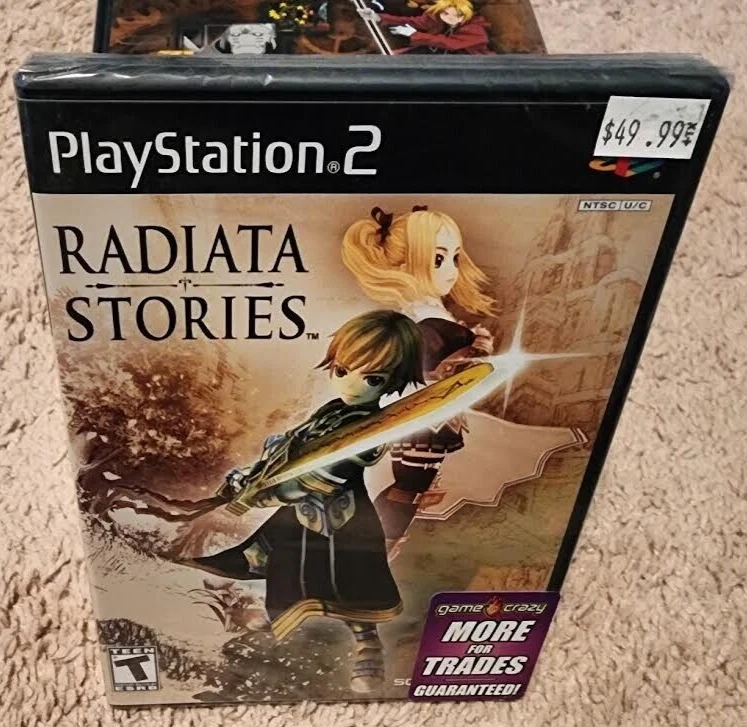 PlayStation®2
$49.99
NTSC U/C
RADIATA
STORIES™
TEEN
T
ESRB
game crazy
MORE
FOR
TRADES
GUARANTEED!